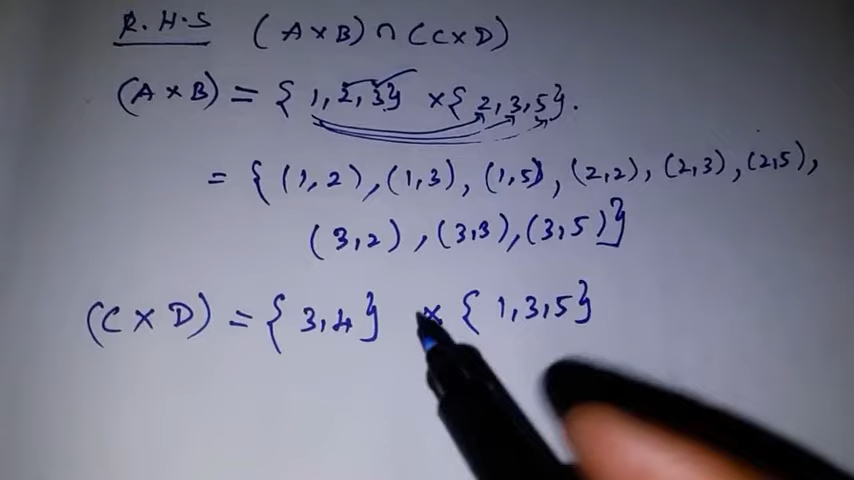 R.H.S (A×B)∩(C×D)
(A×B) = {1,2,3} ×{2,3,5}.
= {(1,2),(1,3),(1,5),(2,2),(2,3),(2,5),
(3,2),(3,3),(3,5)}
(C×D) = {3,4} × {1,3,5}